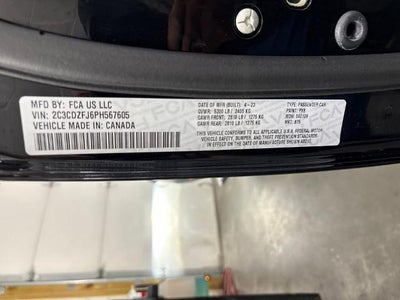 MFD BY: FCA US LLC
VIN: 2C3CDZFJ6PH567605
VEHICLE MADE IN: CANADA
DATE OF MFR (BUILT): 4-23
GVWR: 5300 LB / 2405 KG
GAWR FRONT: 2810 LB / 1275 KG
GAWR REAR: 2810 LB / 1275 KG
TYPE: PASSENGER CAR
PAINT: PX8
THIS VEHICLE CONFORMS TO ALL APPLICABLE U.S.A. FEDERAL MOTOR
VEHICLE SAFETY, BUMPER, AND THEFT PREVENTION STANDARDS
IN EFFECT ON THE DATE OF MANUFACTURE SHOWN ABOVE.